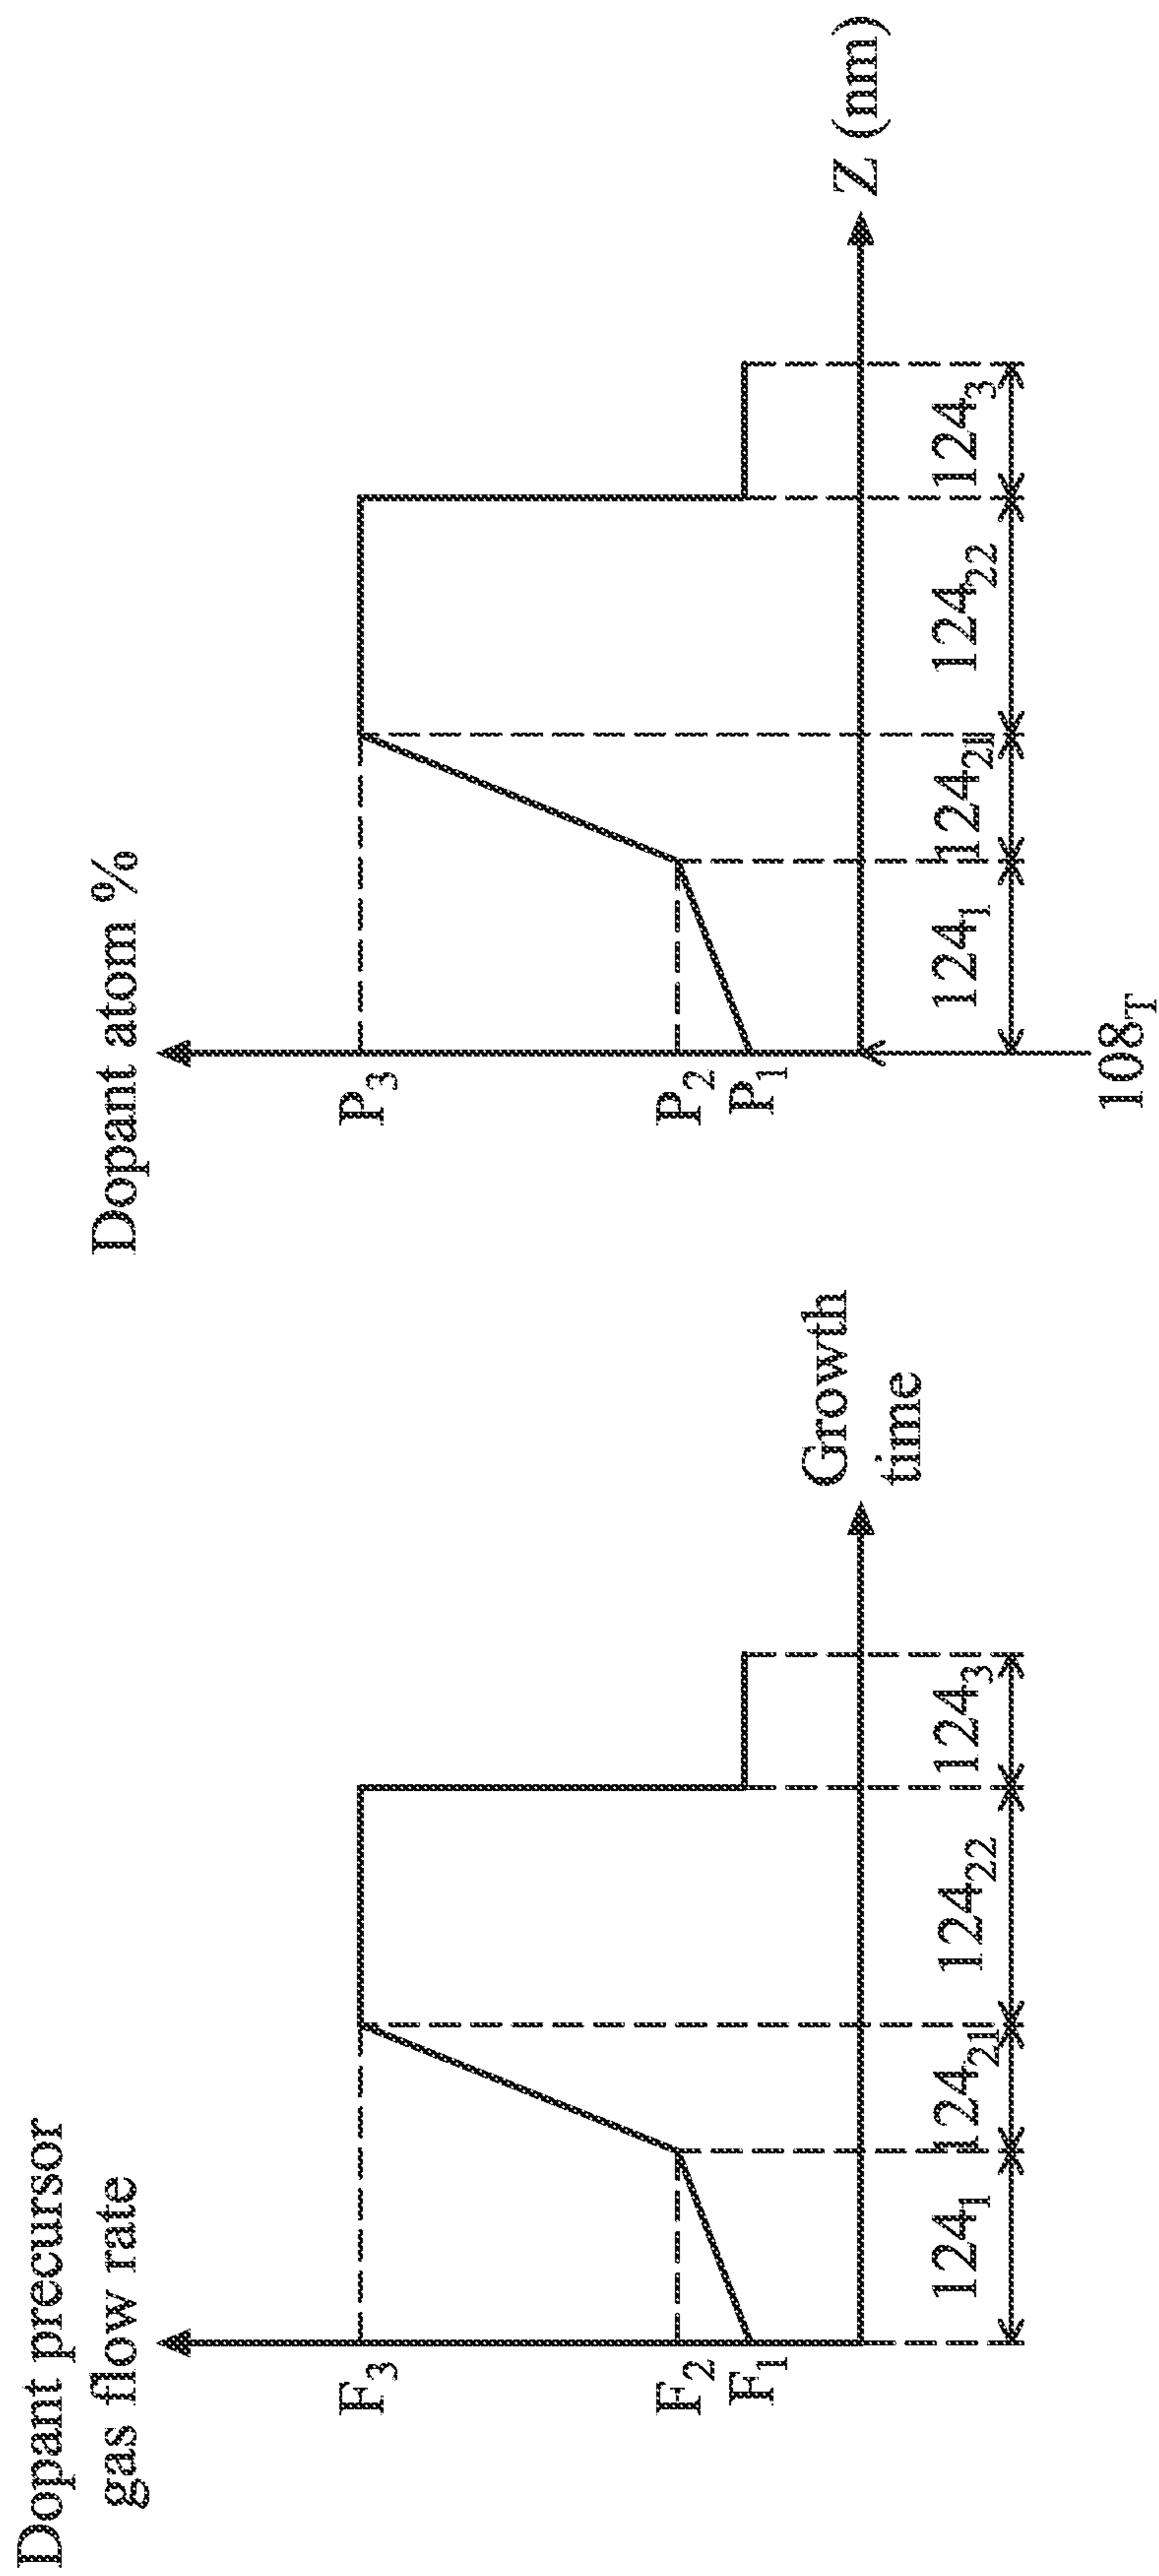 Dopant precursor
gas flow rate
F₃
F₂
F₁
124₁
124₂₁
124₂₂
124₃
Growth
time
Dopant atom %
P₃
P₂
P₁
124₁
124₂₁
124₂₂
124₃
Z (nm)
108_T